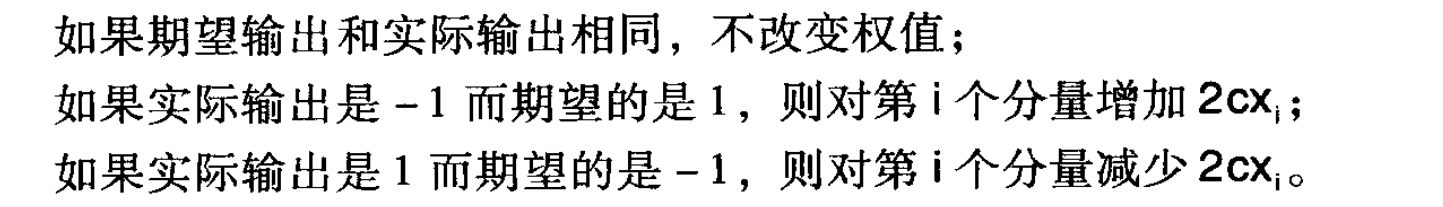 如果期望输出和实际输出相同，不改变权值；
如果实际输出是 –1 而期望的是 1，则对第 i 个分量增加 2cxᵢ；
如果实际输出是 1 而期望的是 –1，则对第 i 个分量减少 2cxᵢ。